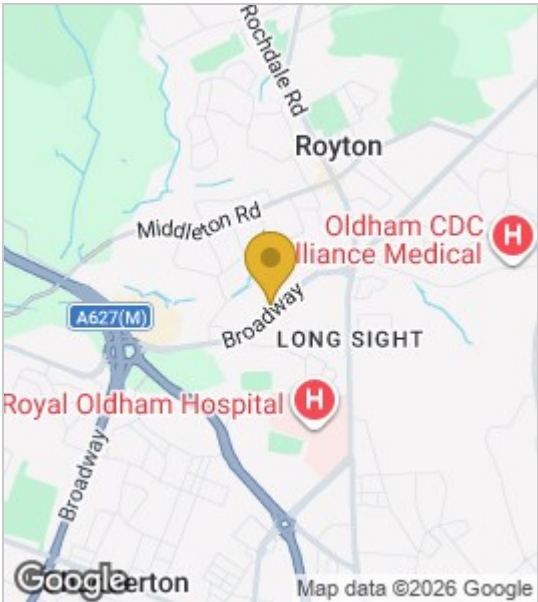 Rochdale Rd
Royton
Middleton Rd
Oldham CDC
lliance Medical
H
A627(M)
Broadway
LONG SIGHT
Royal Oldham Hospital
H
Broadway
Google
erton
Map data ©2026 Google